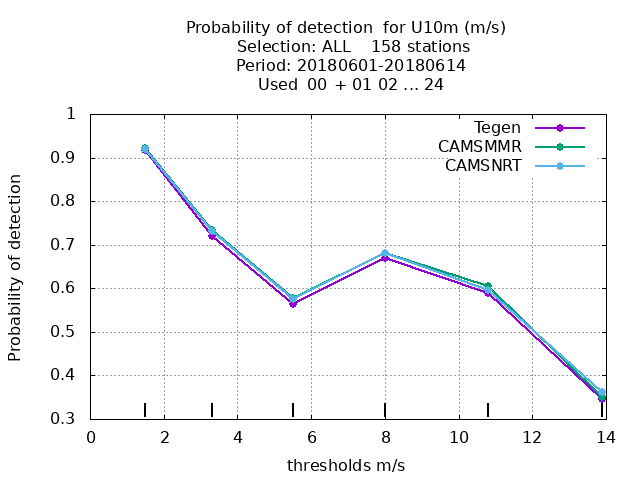 Probability of detection  for U10m (m/s)
Selection: ALL    158 stations
Period: 20180601-20180614
Used  00  + 01 02 ... 24
Tegen
CAMSMMR
CAMSNRT
Probability of detection
1
0.9
0.8
0.7
0.6
0.5
0.4
0.3
0 2 4 6 8 10 12 14
thresholds m/s